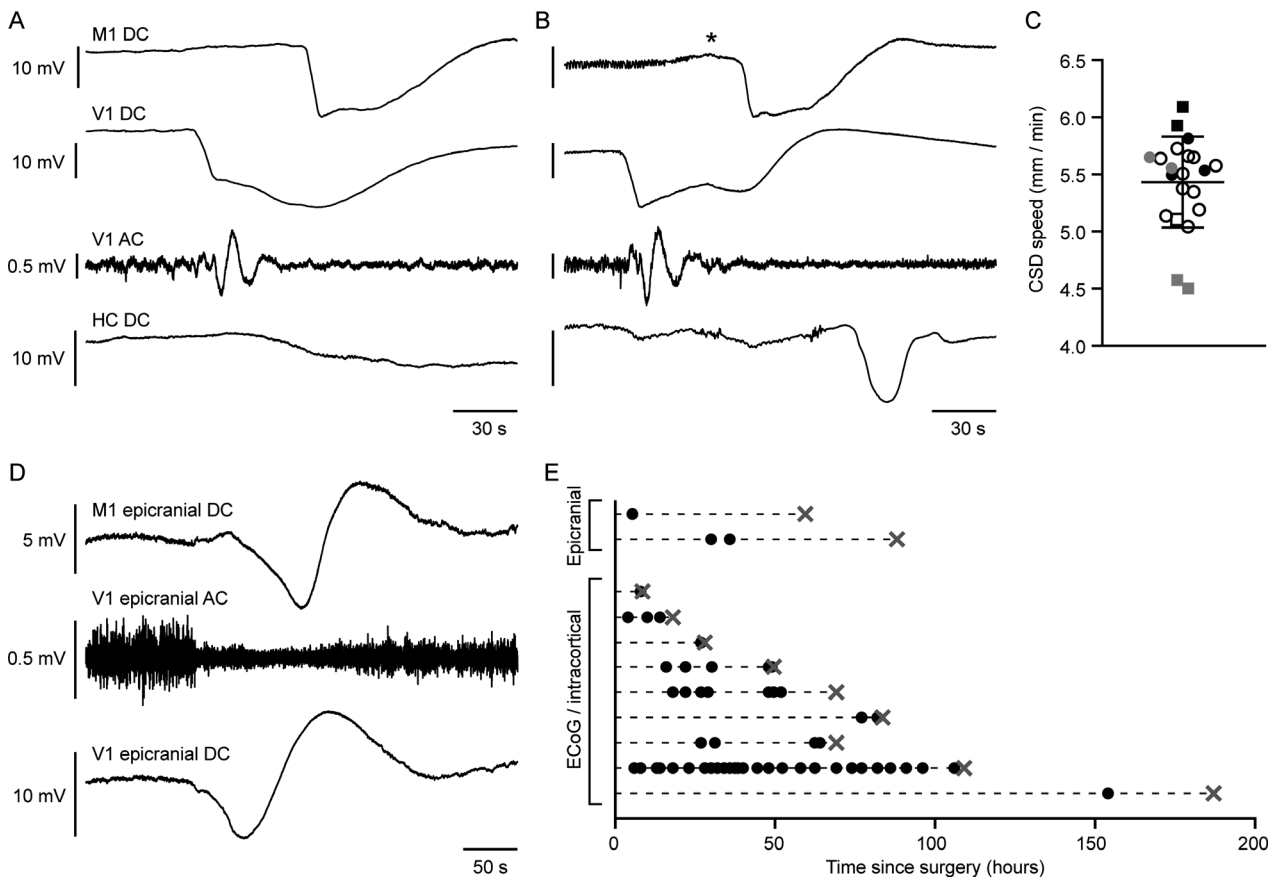 A
M1 DC
10 mV
V1 DC
10 mV
V1 AC
0.5 mV
HC DC
10 mV
30 s
B
*
30 s
C
CSD speed (mm / min)
6.5
6.0
5.5
5.0
4.5
4.0
D
M1 epicranial DC
5 mV
V1 epicranial AC
0.5 mV
V1 epicranial DC
10 mV
50 s
E
Epicranial
ECoG / intracortical
0
50
100
150
200
Time since surgery (hours)